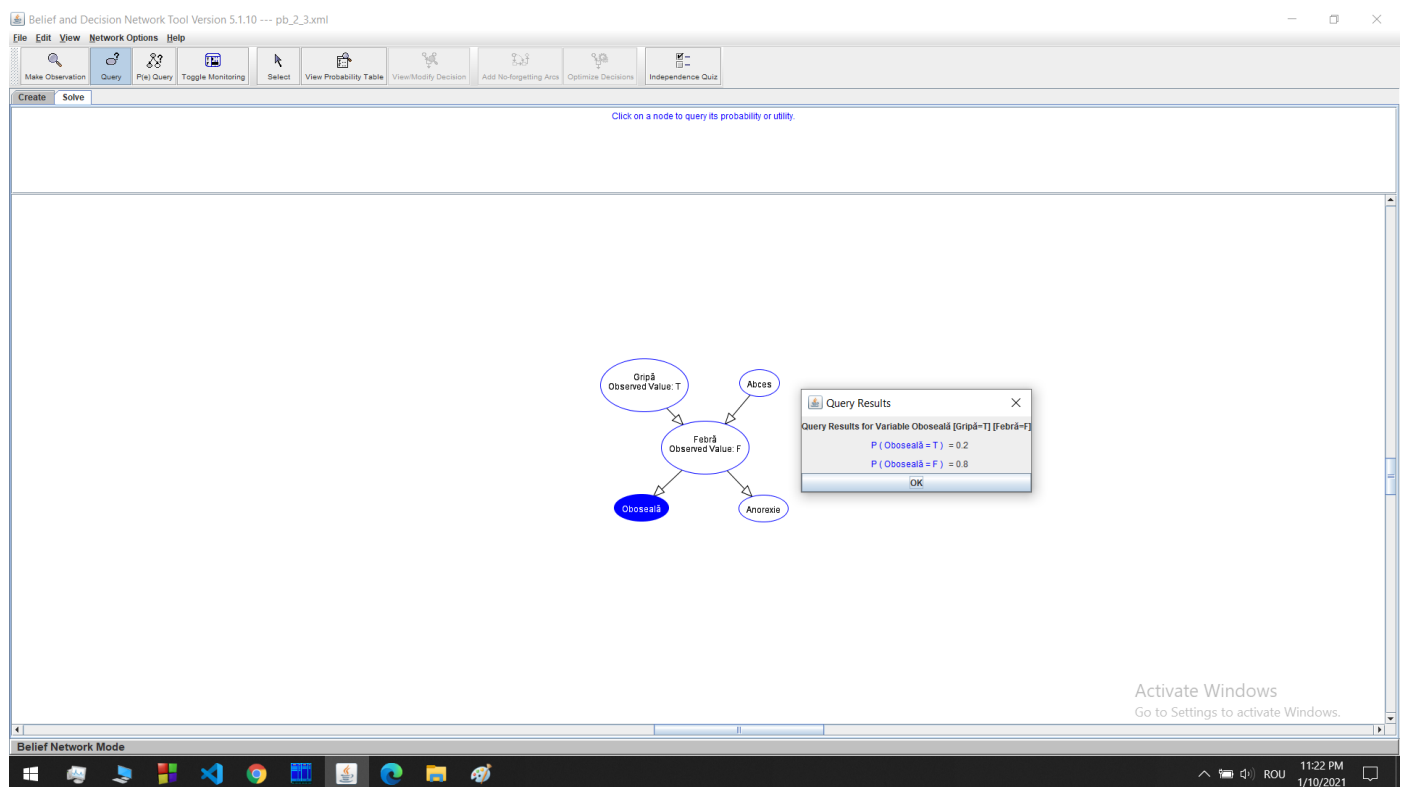 Belief and Decision Network Tool Version 5.1.10 --- pb_2_3.xml
File Edit View Network Options Help
Make Observation Query P(e) Query Toggle Monitoring Select View Probability Table View/Modify Decision Add No-forgetting Arcs Optimize Decisions Independence Quiz
Create Solve
Click on a node to query its probability or utility.
Gripă
Observed Value: T
Abces
Febră
Observed Value: F
Oboseală
Anorexie
Query Results
Query Results for Variable Oboseală [Gripă=T] [Febră=F]
P ( Oboseală = T ) = 0.2
P ( Oboseală = F ) = 0.8
OK
Activate Windows
Go to Settings to activate Windows.
Belief Network Mode
ROU
11:22 PM
1/10/2021